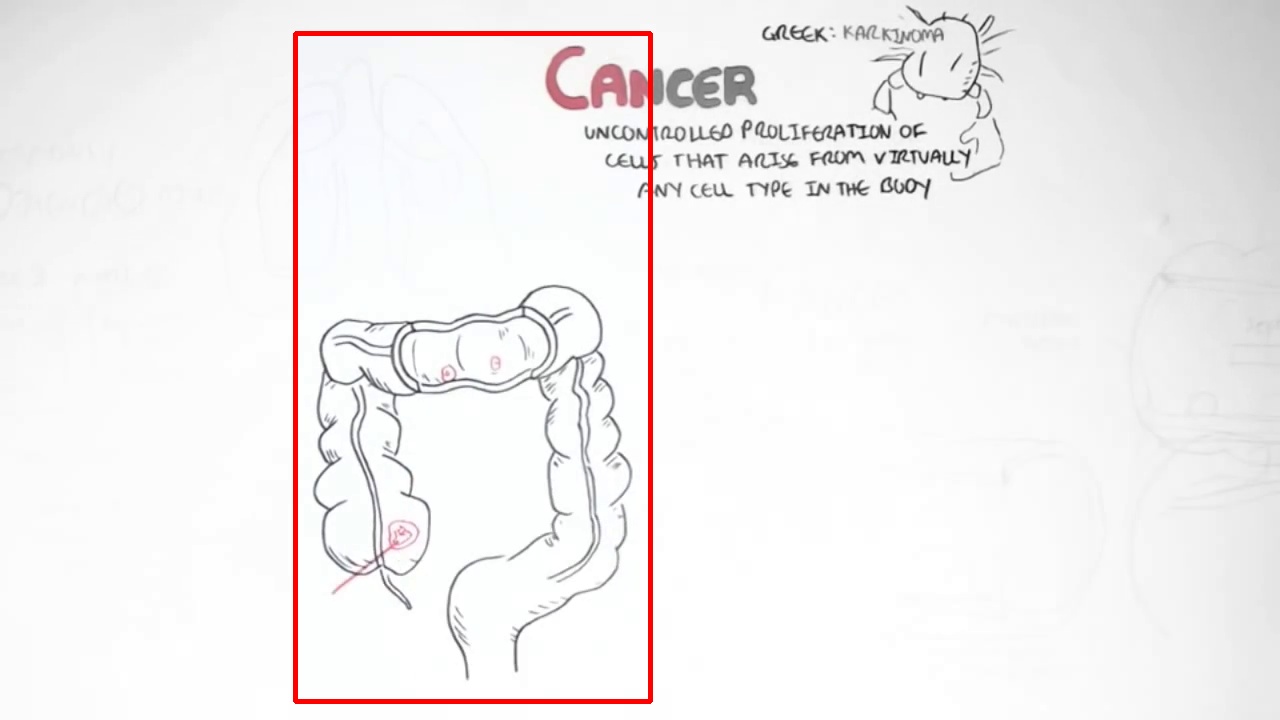 GREEK: KARKINOMA
CANCER
UNCONTROLLED PROLIFERATION OF
CELLS THAT ARISE FROM VIRTUALLY
ANY CELL TYPE IN THE BODY